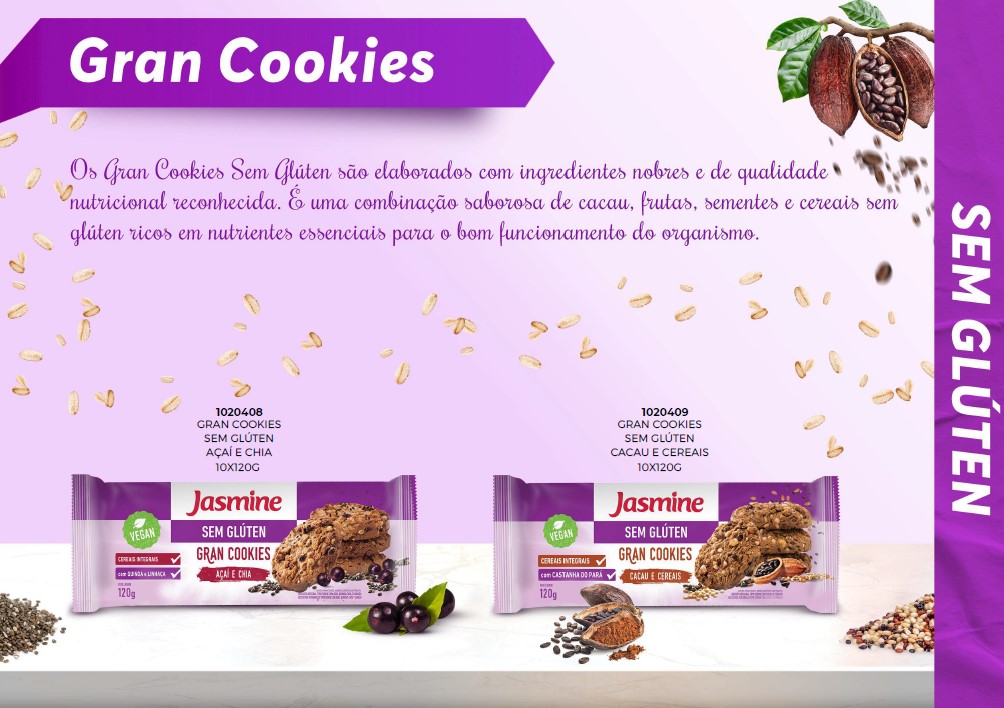 Gran Cookies
Os Gran Cookies Sem Glúten são elaborados com ingredientes nobres e de qualidade
nutricional reconhecida. É uma combinação saborosa de cacau, frutas, sementes e cereais sem
glúten ricos em nutrientes essenciais para o bom funcionamento do organismo.
SEM GLÚTEN
1020408
GRAN COOKIES
SEM GLÚTEN
AÇAÍ E CHIA
10X120G
Jasmine
SEM GLÚTEN
GRAN COOKIES
AÇAÍ E CHIA
VEGAN
CEREAIS INTEGRAIS
com QUINOA e LINHAÇA
120g
1020409
GRAN COOKIES
SEM GLÚTEN
CACAU E CEREAIS
10X120G
Jasmine
SEM GLÚTEN
GRAN COOKIES
CACAU E CEREAIS
VEGAN
CEREAIS INTEGRAIS
com CASTANHA DO PARÁ
120g